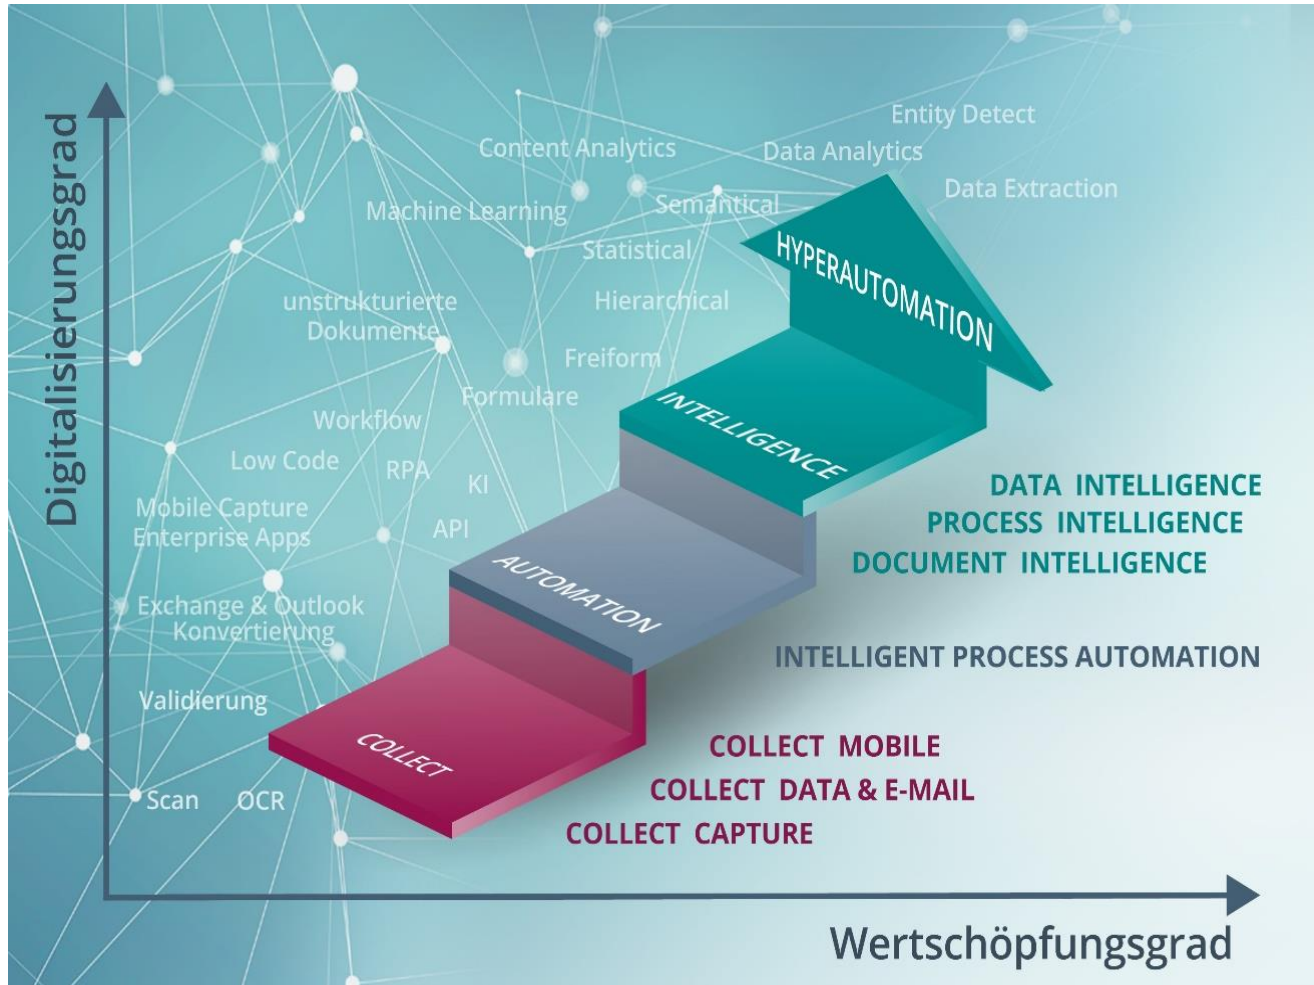 Digitalisierungsgrad
Entity Detect
Content Analytics
Data Analytics
Data Extraction
Machine Learning
Semantical
Statistical
HYPERAUTOMATION
unstrukturierte
Dokumente
Hierarchical
Freiform
Formulare
INTELLIGENCE
Workflow
Low Code
RPA
KI
Mobile Capture
Enterprise Apps
API
AUTOMATION
Exchange & Outlook
Konvertierung
Validierung
COLLECT
Scan
OCR
DATA INTELLIGENCE
PROCESS INTELLIGENCE
DOCUMENT INTELLIGENCE
INTELLIGENT PROCESS AUTOMATION
COLLECT MOBILE
COLLECT DATA & E-MAIL
COLLECT CAPTURE
Wertschöpfungsgrad